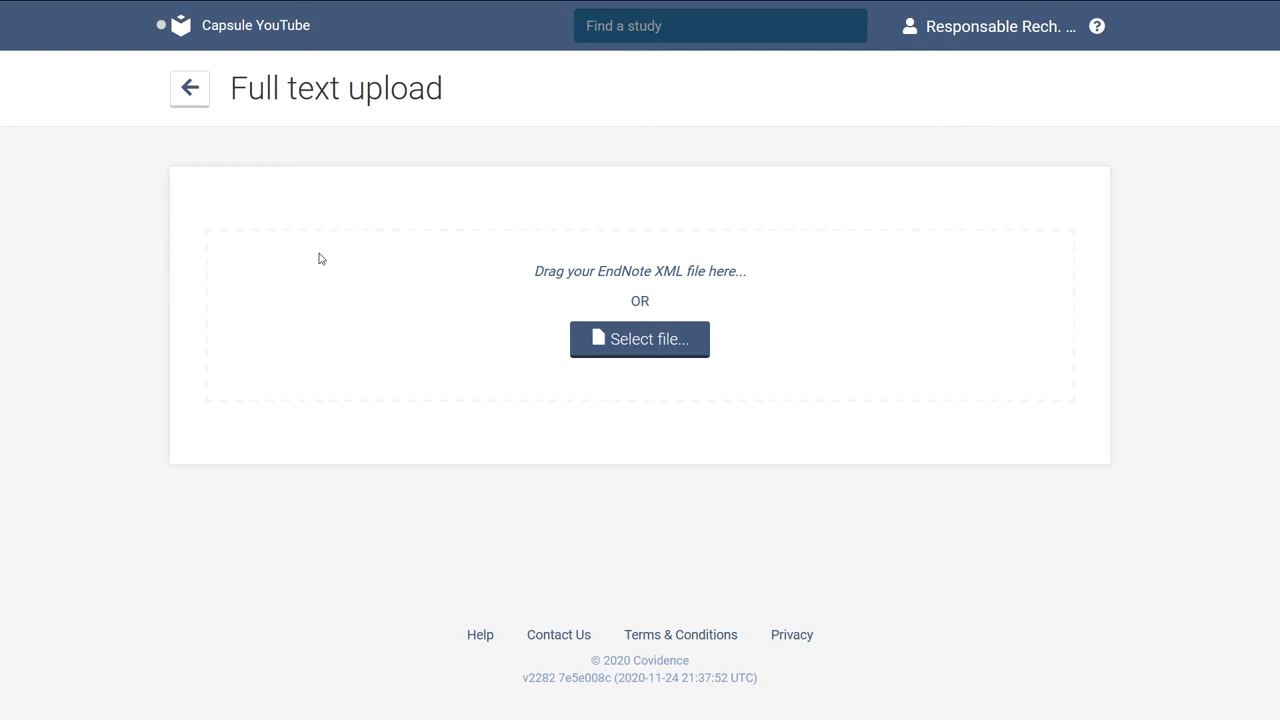 Capsule YouTube
Find a study
Responsable Rech. ...
Full text upload
Drag your EndNote XML file here...
OR
Select file...
Help
Contact Us
Terms & Conditions
Privacy
© 2020 Covidence
v2282 7e5e008c (2020-11-24 21:37:52 UTC)